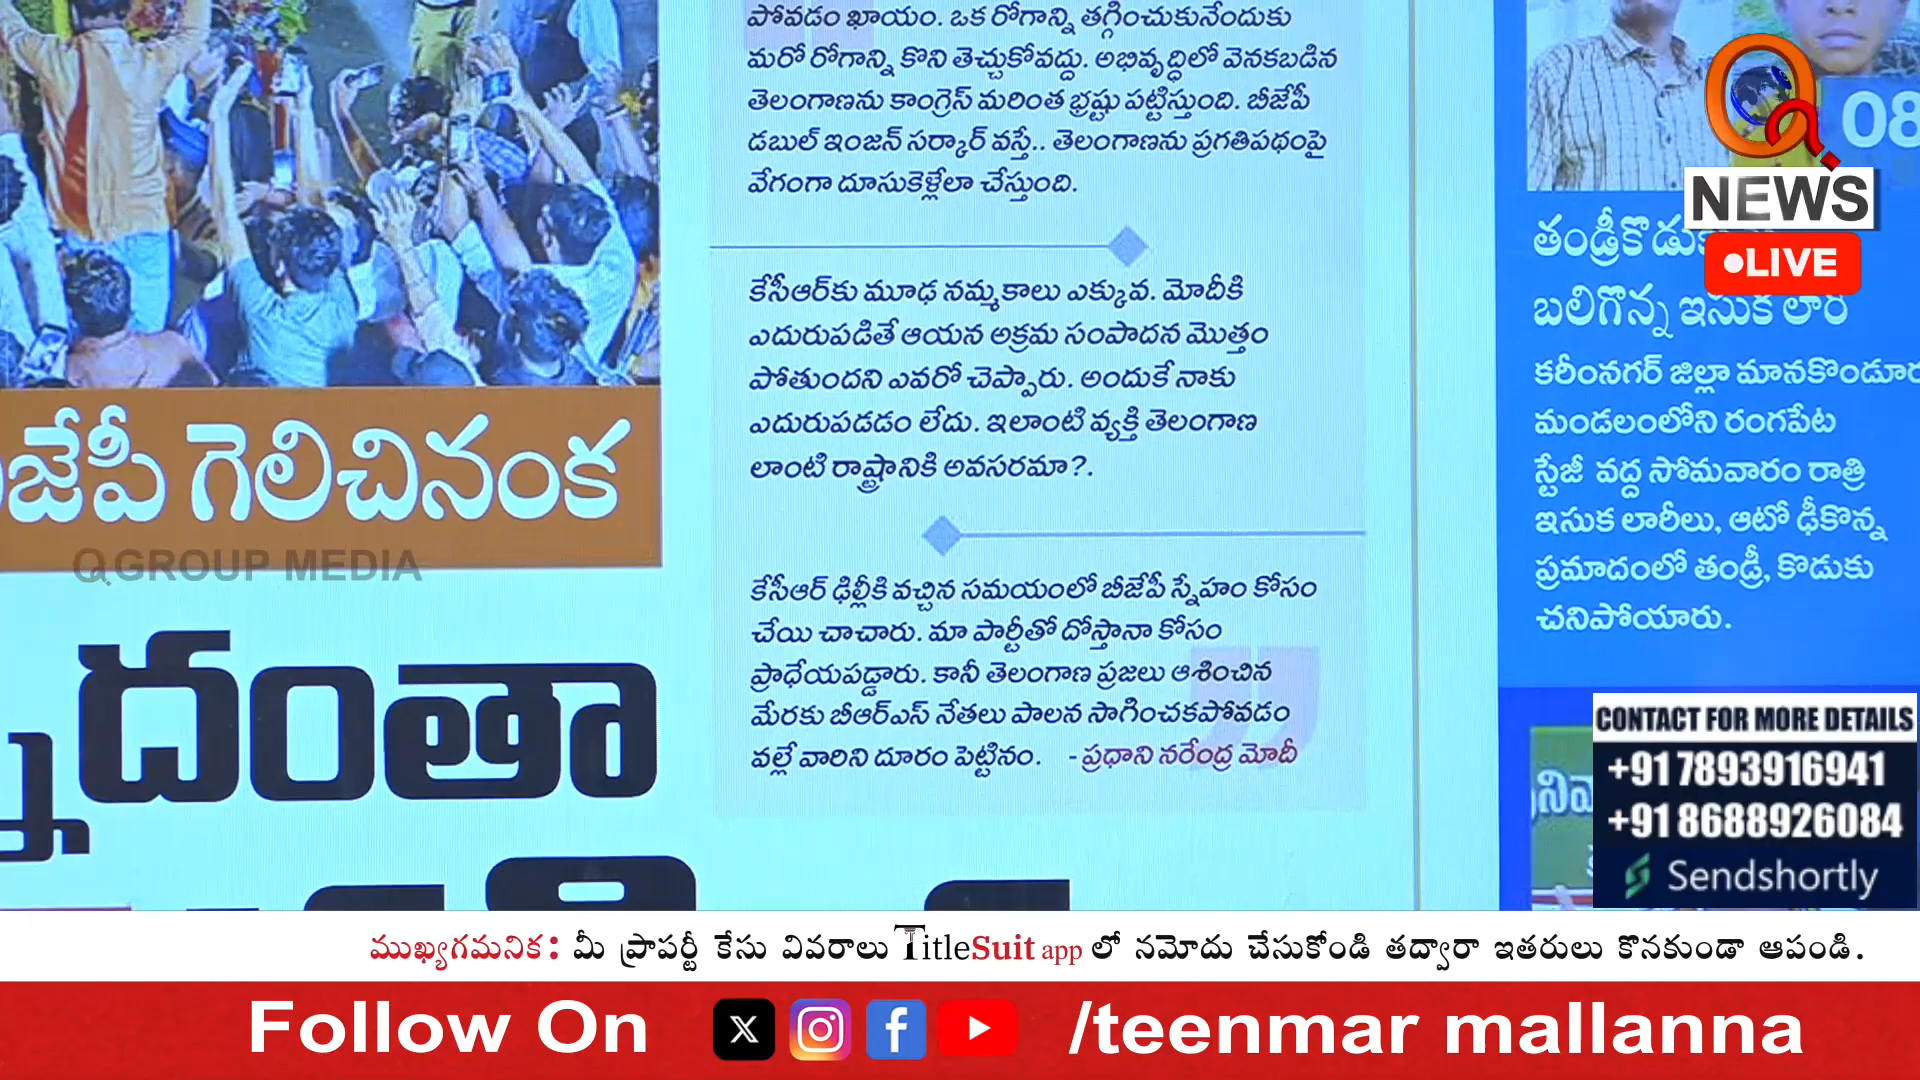 పోవడం ఖాయం. ఒక రోగాన్ని తగ్గించుకునేందుకు
మరో రోగాన్ని కొని తెచ్చుకోవద్దు. అభివృద్ధిలో వెనకబడిన
తెలంగాణను కాంగ్రెస్ మరింత భ్రష్టు పట్టిస్తుంది. బీజేపీ
డబుల్ ఇంజన్ సర్కార్ వస్తే.. తెలంగాణను ప్రగతిపథంపై
వేగంగా దూసుకెళ్లేలా చేస్తుంది.
కేసీఆర్‌కు మూఢ నమ్మకాలు ఎక్కువ. మోదీకి
ఎదురుపడితే ఆయన అక్రమ సంపాదన మొత్తం
పోతుందని ఎవరో చెప్పారు. అందుకే నాకు
ఎదురుపడడం లేదు. ఇలాంటి వ్యక్తి తెలంగాణ
లాంటి రాష్ట్రానికి అవసరమా?.
కేసీఆర్ ఢిల్లీకి వచ్చిన సమయంలో బీజేపీ స్నేహం కోసం
చేయి చాచారు. మా పార్టీతో దోస్తానా కోసం
ప్రాధేయపడ్డారు. కానీ తెలంగాణ ప్రజలు ఆశించిన
మేరకు బీఆర్ఎస్ నేతలు పాలన సాగించకపోవడం
వల్లే వారిని దూరం పెట్టినం. - ప్రధాని నరేంద్ర మోదీ
బీజేపీ గెలిచినంక
Q GROUP MEDIA
దంతా
08
NEWS
LIVE
తండ్రీకొడుకు
బలిగొన్న ఇసుక లారీ
కరీంనగర్ జిల్లా మానకొండూరు
మండలంలోని రంగపేట
స్టేజీ వద్ద సోమవారం రాత్రి
ఇసుక లారీలు, ఆటో ఢీకొన్న
ప్రమాదంలో తండ్రీ, కొడుకు
చనిపోయారు.
CONTACT FOR MORE DETAILS
+91 7893916941
+91 8688926084
Sendshortly
ముఖ్యగమనిక: మీ ప్రాపర్టీ కేసు వివరాలు TitleSuit app లో నమోదు చేసుకోండి తద్వారా ఇతరులు కొనకుండా ఆపండి.
Follow On /teenmar mallanna